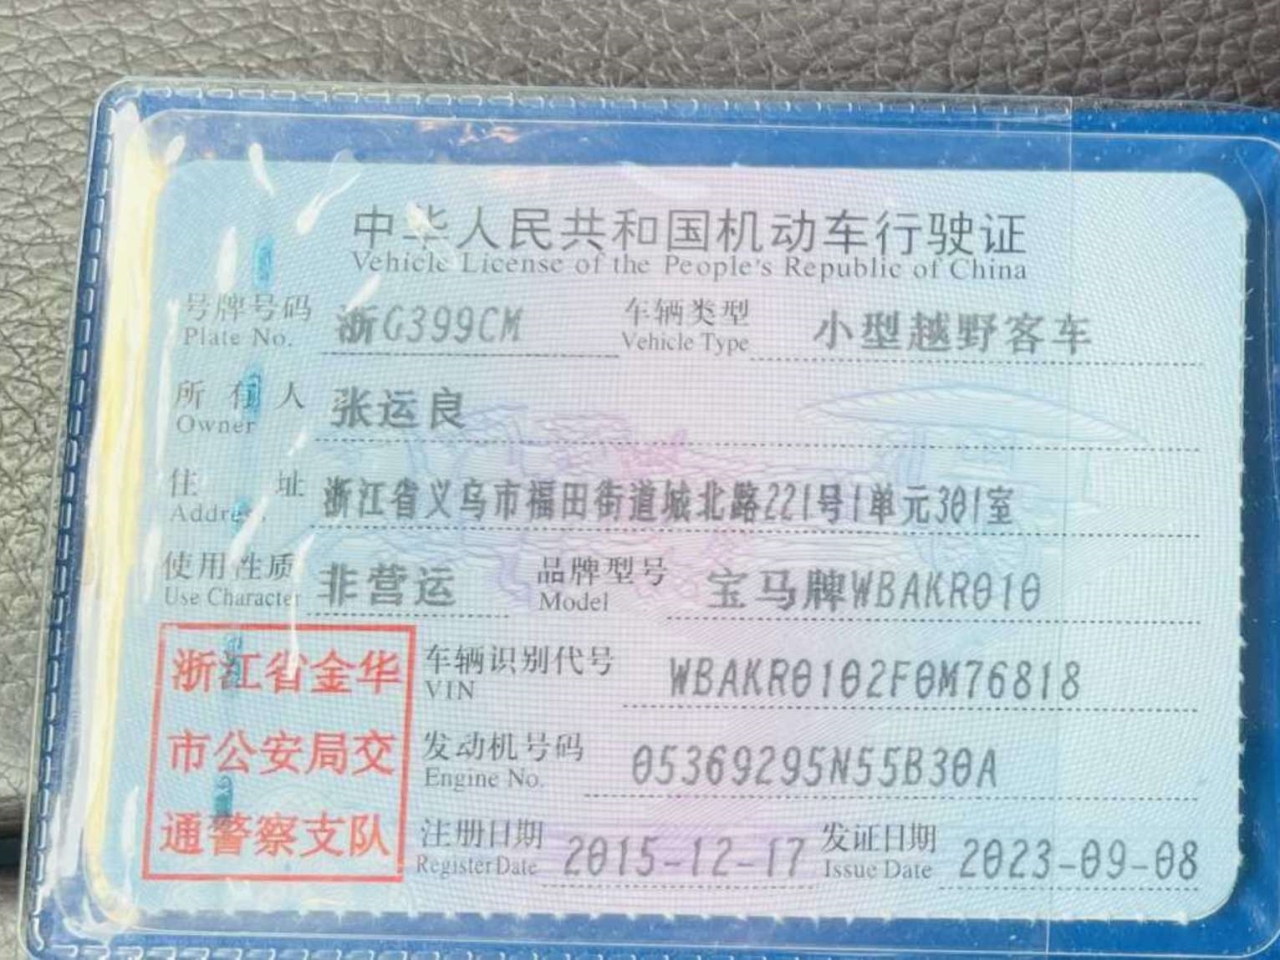 中华人民共和国机动车行驶证
Vehicle License of the People's Republic of China
号牌号码 浙G399CM 车辆类型 小型越野客车
Plate No. Vehicle Type
所有人 张运良
Owner
住址 浙江省义乌市福田街道城北路221号1单元301室
Address
使用性质 非营运 品牌型号 宝马牌WBAKR010
Use Character Model
浙江省金华
市公安局交
通警察支队
车辆识别代号 WBAKR0102F0M76818
VIN
发动机号码 05369295N55B30A
Engine No.
注册日期 2015-12-17 发证日期 2023-09-08
Register Date Issue Date